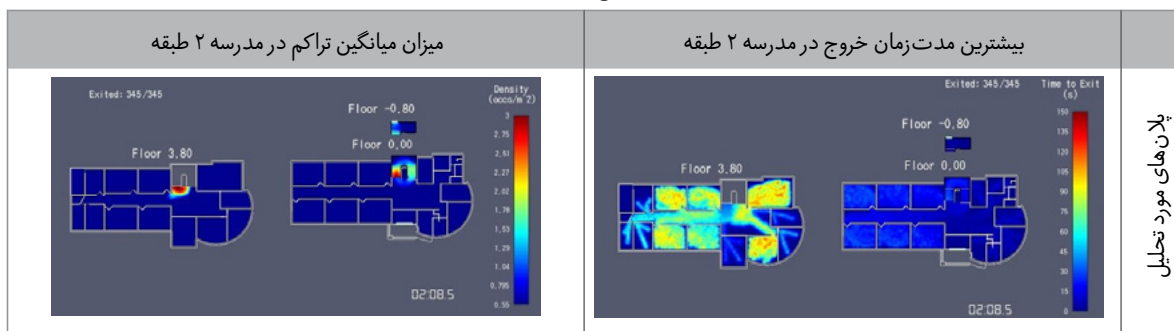 بیشترین مدت‌زمان خروج در مدرسه ۲ طبقه
میزان میانگین تراکم در مدرسه ۲ طبقه
پلان‌های مورد تحلیل
Exited: 345/345
Time to Exit
(s)
Floor -0.80
Floor 0.00
Floor 3.80
150
135
120
105
90
75
60
45
30
15
0
02:08.5
Exited: 345/345
Density
(occs/m^2)
Floor -0.80
Floor 0.00
Floor 3.80
3
2.75
2.51
2.27
2.02
1.78
1.53
1.29
1.04
0.795
0.55
02:08.5